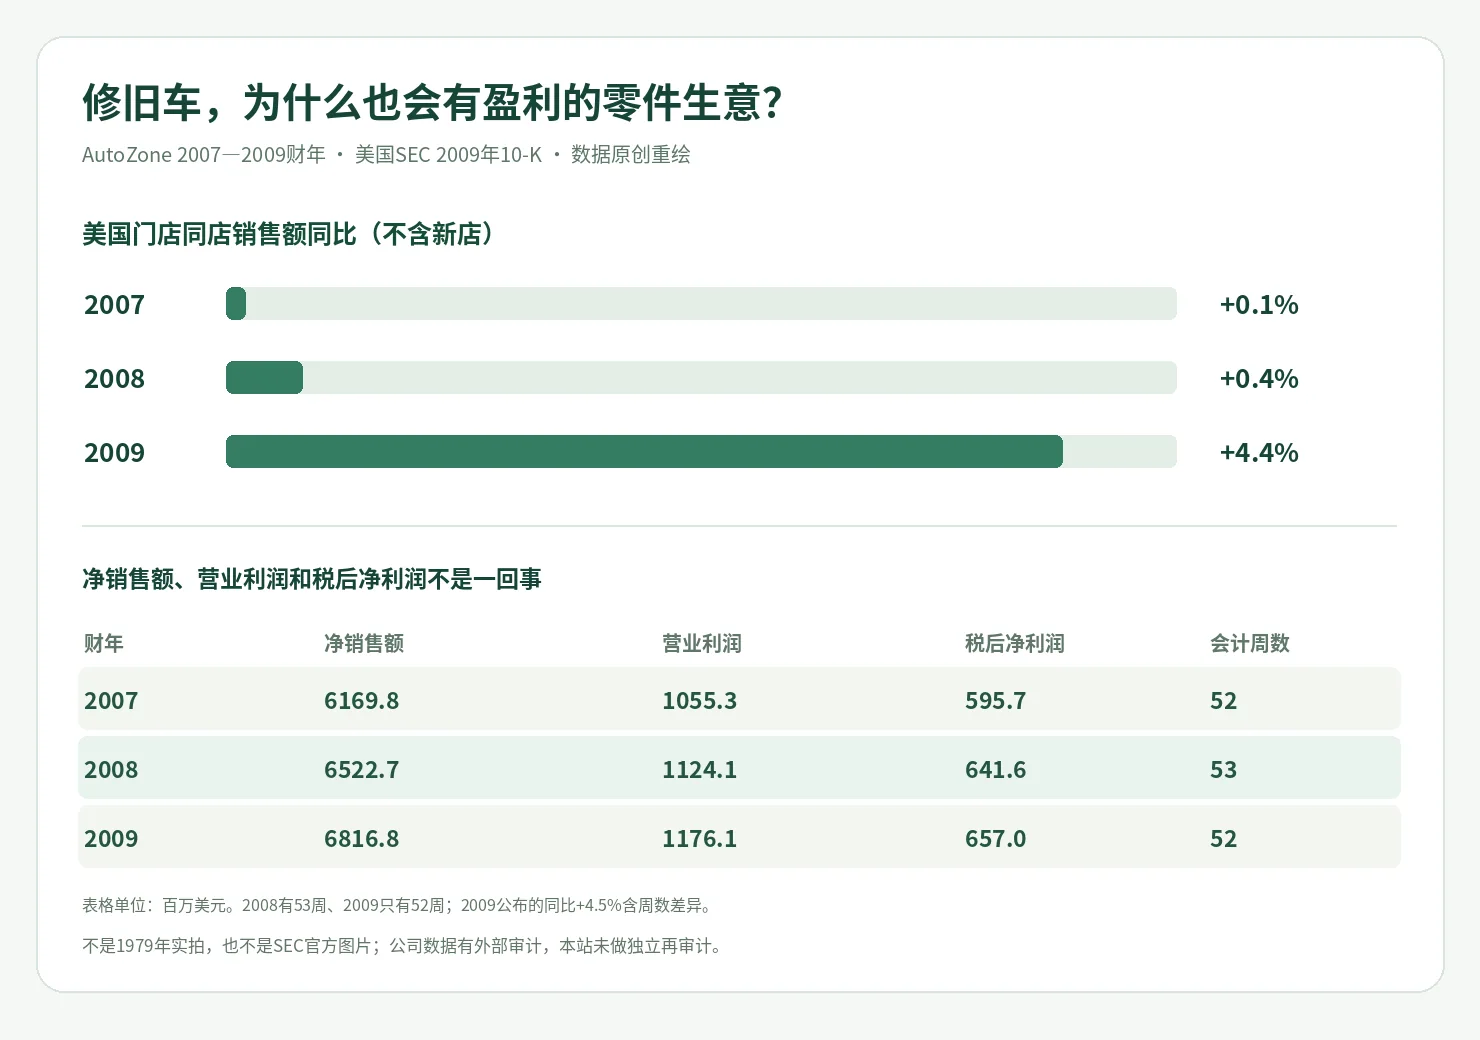 修旧车，为什么也会有盈利的零件生意？
AutoZone 2007—2009财年 · 美国SEC 2009年10-K · 数据原创重绘
美国门店同店销售额同比（不含新店）
2007 +0.1%
2008 +0.4%
2009 +4.4%
净销售额、营业利润和税后净利润不是一回事
财年 净销售额 营业利润 税后净利润 会计周数
2007 6169.8 1055.3 595.7 52
2008 6522.7 1124.1 641.6 53
2009 6816.8 1176.1 657.0 52
表格单位：百万美元。2008有53周、2009只有52周；2009公布的同比+4.5%含周数差异。
不是1979年实拍，也不是SEC官方图片；公司数据有外部审计，本站未做独立再审计。